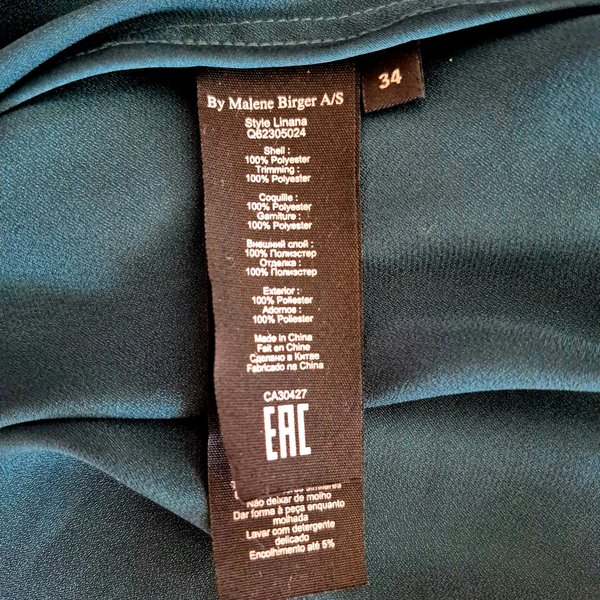 34
By Malene Birger A/S
Style Linana
Q62305024
Shell :
100% Polyester
Trimming :
100% Polyester
Coquille :
100% Polyester
Garniture :
100% Polyester
Внешний слой :
100% Полиэстер
Отделка :
100% Полиэстер
Exterior :
100% Poliester
Adornos :
100% Poliester
Made in China
Fait en Chine
Сделано в Китае
Fabricado na China
CA30427
EAC
Não deixar de molho
Dar forma à peça enquanto
molhada
Lavar com detergente
delicado
Encolhimento até 5%